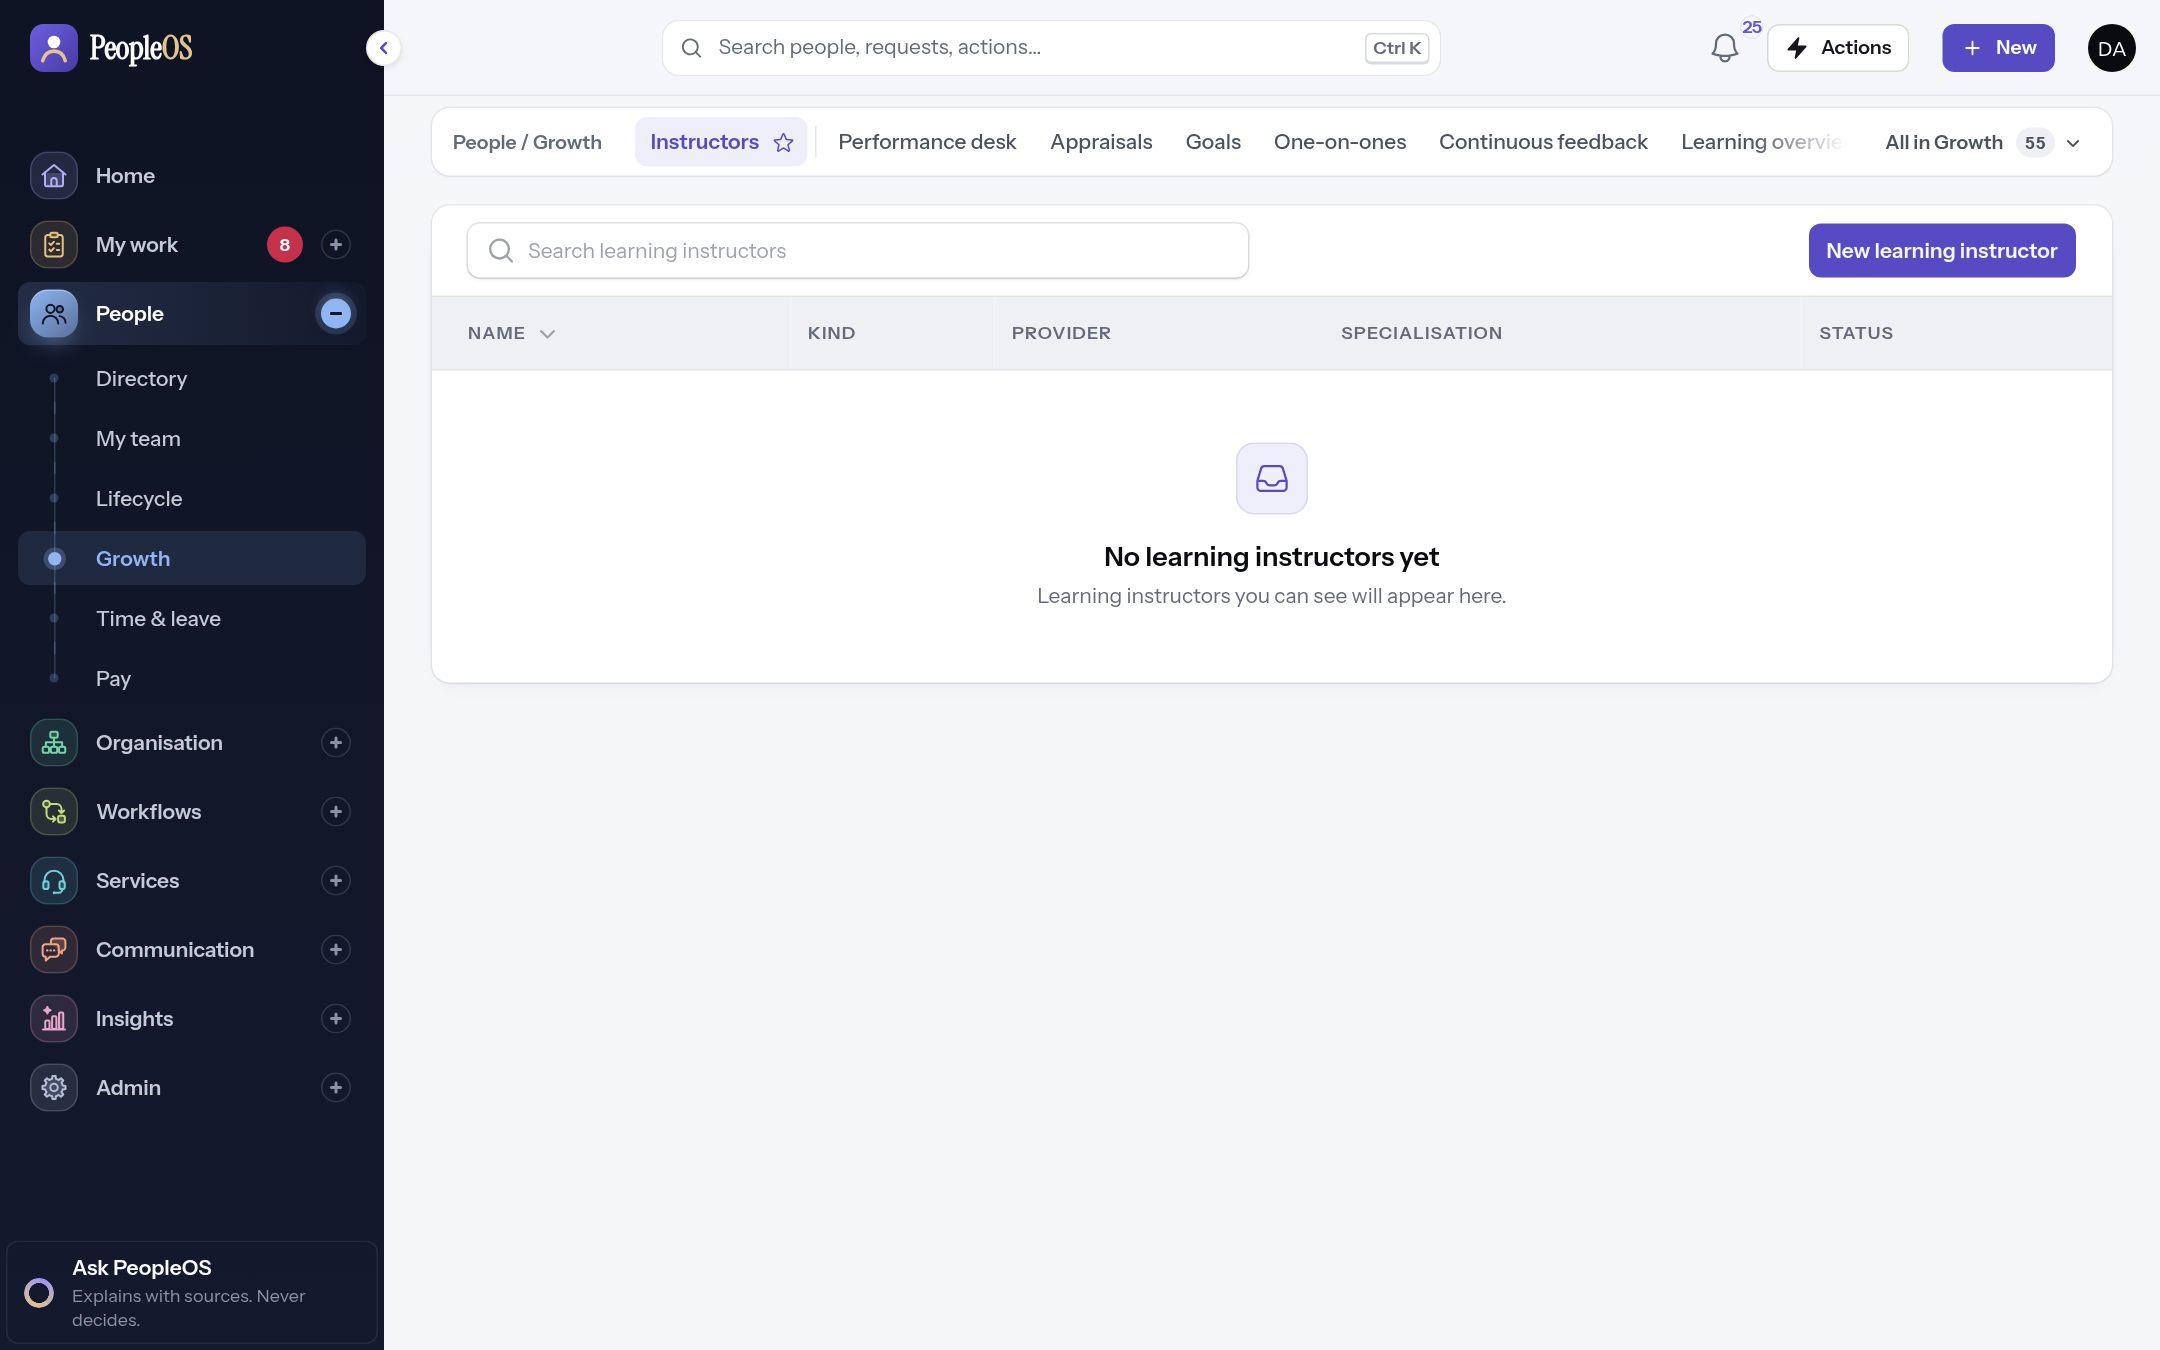 PeopleOS
Search people, requests, actions...
Ctrl K
25
Actions
New
DA
Home
My work
8
People
Directory
My team
Lifecycle
Growth
Time & leave
Pay
Organisation
Workflows
Services
Communication
Insights
Admin
Ask PeopleOS
Explains with sources. Never
decides.
People / Growth
Instructors
Performance desk
Appraisals
Goals
One-on-ones
Continuous feedback
Learning overvie
All in Growth
55
Search learning instructors
New learning instructor
NAME
KIND
PROVIDER
SPECIALISATION
STATUS
No learning instructors yet
Learning instructors you can see will appear here.